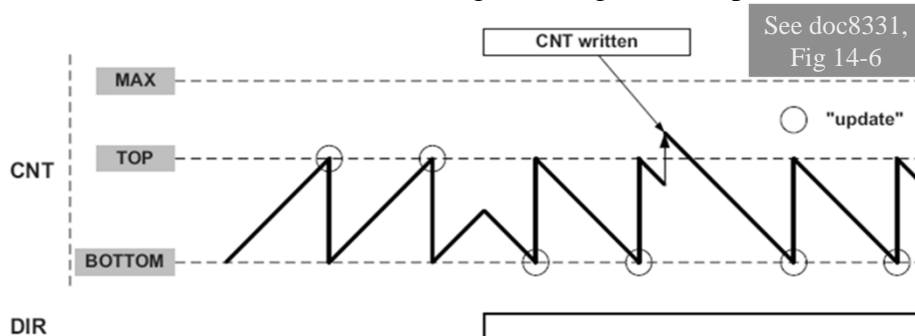 See doc8331,
Fig 14-6
CNT written
MAX
"update"
TOP
CNT
BOTTOM
DIR